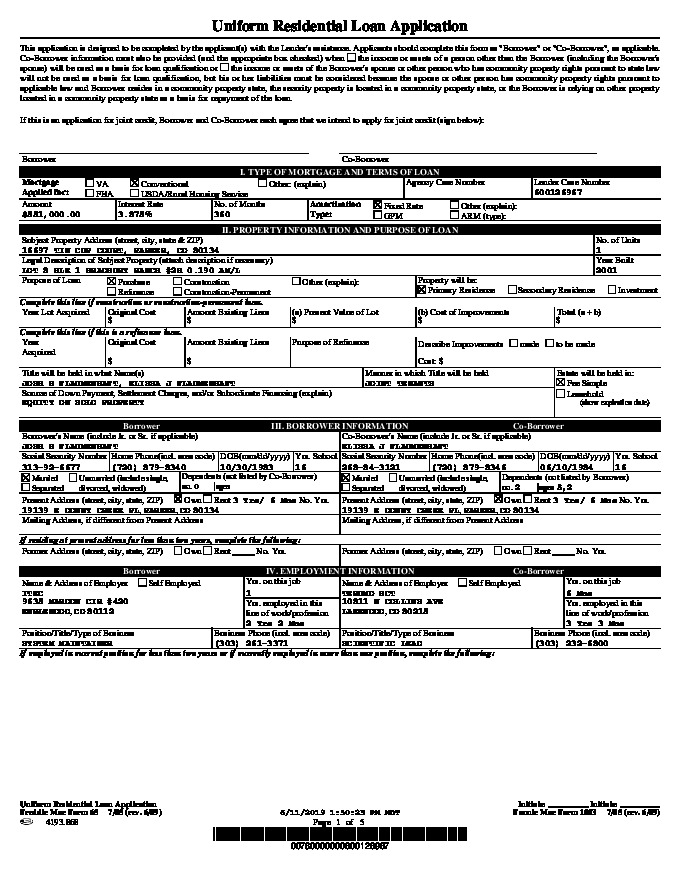 Uniform Residential Loan Application
This application is designed to be completed by the applicant(s) with the Lender's assistance. Applicants should complete this form as "Borrower" or "Co-Borrower", as applicable.
Co-Borrower information must also be provided (and the appropriate box checked) when the income or assets of a person other than the Borrower (including the Borrower's
spouse) will be used as a basis for loan qualification or the income or assets of the Borrower's spouse or other person who has community property rights pursuant to state law
will not be used as a basis for loan qualification, but his or her liabilities must be considered because the spouse or other person has community property rights pursuant to
applicable law and Borrower resides in a community property state, the security property is located in a community property state, or the Borrower is relying on other property
located in a community property state as a basis for repayment of the loan.
If this is an application for joint credit, Borrower and Co-Borrower each agree that we intend to apply for joint credit (sign below):
Borrower Co-Borrower
I. TYPE OF MORTGAGE AND TERMS OF LOAN
Mortgage VA Conventional Other: (explain) Agency Case Number Lender Case Number
Applied for: FHA USDA/Rural Housing Service 600126967
Amount Interest Rate No. of Months Amortization Fixed Rate Other (explain):
$381,000.00 3.875% 360 Type: GPM ARM (type):
II. PROPERTY INFORMATION AND PURPOSE OF LOAN
Subject Property Address (street, city, state & ZIP) No. of Units
16697 TIN CUP COURT, PARKER, CO 80134 1
Legal Description of Subject Property (attach description if necessary) Year Built
LOT 8 BLK 1 0.190 AM/L 2001
Purpose of Loan Purchase Construction Other (explain): Property will be:
Refinance Construction-Permanent Primary Residence Secondary Residence Investment
Complete this line if construction or construction-permanent loan.
Year Lot Acquired Original Cost Amount Existing Liens (a) Present Value of Lot (b) Cost of Improvements Total (a + b)
$ $ $ $ $
Complete this line if this is a refinance loan.
Year Original Cost Amount Existing Liens Purpose of Refinance Describe Improvements made to be made
Acquired
$ $ Cost: $
Title will be held in what Name(s) Manner in which Title will be held Estate will be held in:
JOINT TENANTS Fee Simple
Source of Down Payment, Settlement Charges, and/or Subordinate Financing (explain) Leasehold
EQUITY ON SOLD PROPERTY (show expiration date)
Borrower III. BORROWER INFORMATION Co-Borrower
Borrower's Name (include Jr. or Sr. if applicable) Co-Borrower's Name (include Jr. or Sr. if applicable)
Social Security Number Home Phone(incl. area code) DOB(mm/dd/yyyy) Yrs. School Social Security Number Home Phone(incl. area code) DOB(mm/dd/yyyy) Yrs. School
313-92-6677 (720) 879-8340 10/30/1983 16 268-84-3121 (720) 879-8346 06/10/1984 16
Married Unmarried (include single, Dependents (not listed by Co-Borrower) Married Unmarried (include single, Dependents (not listed by Borrower)
Separated divorced, widowed) no. 0 ages Separated divorced, widowed) no. 2 ages 8,2
Present Address (street, city, state, ZIP) Own Rent 3 Yrs/ 6 Mos No. Yrs. Present Address (street, city, state, ZIP) Own Rent 3 Yrs/ 6 Mos No. Yrs.
19139 E PL, PARKER, CO 80134 19139 E PL, PARKER, CO 80134
Mailing Address, if different from Present Address Mailing Address, if different from Present Address
If residing at present address for less than two years, complete the following:
Former Address (street, city, state, ZIP) Own Rent No. Yrs. Former Address (street, city, state, ZIP) Own Rent No. Yrs.
Borrower IV. EMPLOYMENT INFORMATION Co-Borrower
Name & Address of Employer Self Employed Yrs. on this job Name & Address of Employer Self Employed Yrs. on this job
1 TERUMO BCT 6 Mos
CIR #420 Yrs. employed in this 10811 W COLLINS AVE Yrs. employed in this
ENGLEWOOD, CO 80112 line of work/profession LAKEWOOD, CO 80215 line of work/profession
2 Yrs 2 Mos 3 Yrs 3 Mos
Position/Title/Type of Business Business Phone (incl. area code) Position/Title/Type of Business Business Phone (incl. area code)
SYSTEM MAINTAINER (303) 261-3371 SCIENTIFIC LEAD (303) 232-6800
If employed in current position for less than two years or if currently employed in more than one position, complete the following:
Uniform Residential Loan Application Initials: Initials:
Freddie Mac Form 65 7/05 (rev. 6/09) 6/11/2019 1:50:23 PM MDT Fannie Mae Form 1003 7/05 (rev. 6/09)
4193.868 Page 1 of 5